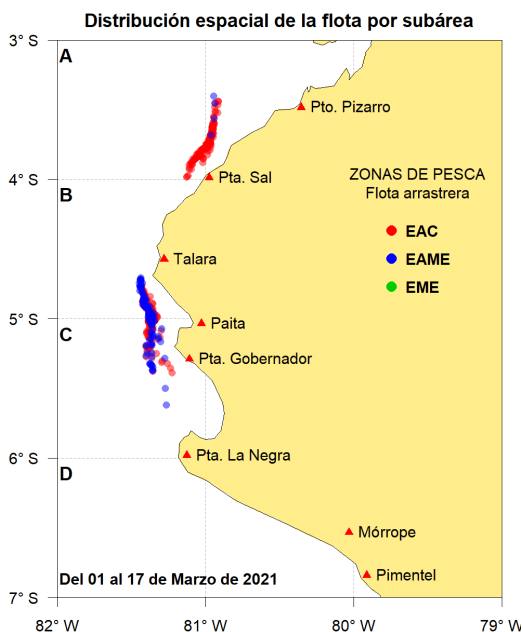 Distribución espacial de la flota por subárea
3° S
A
Pto. Pizarro
4° S
Pta. Sal
ZONAS DE PESCA
Flota arrastrera
B
EAC
Talara
EAME
EME
5° S
Paita
C
Pta. Gobernador
6° S
Pta. La Negra
D
Mórrope
Pimentel
Del 01 al 17 de Marzo de 2021
7° S
82° W
81° W
80° W
79° W